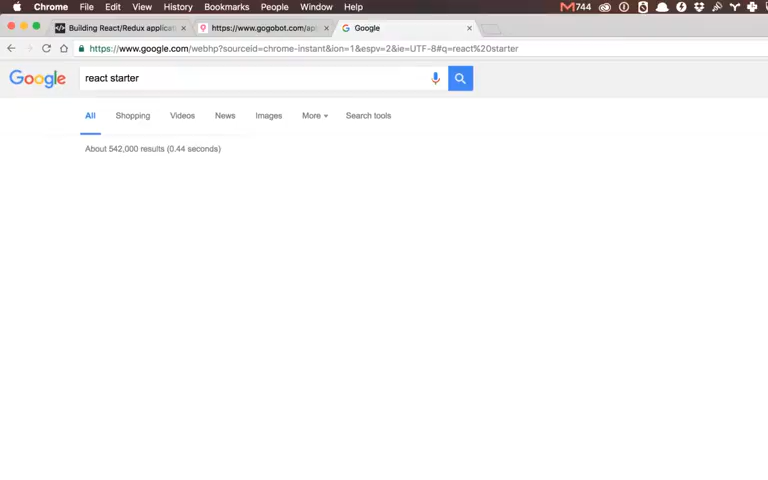 Chrome File Edit View History Bookmarks People Window Help 744
Building React/Redux applicati https://www.gogobot.com/api Google
https://www.google.com/webhp?sourceid=chrome-instant&ion=1&espv=2&ie=UTF-8#q=react%20starter
Google react starter
All Shopping Videos News Images More Search tools
About 542,000 results (0.44 seconds)